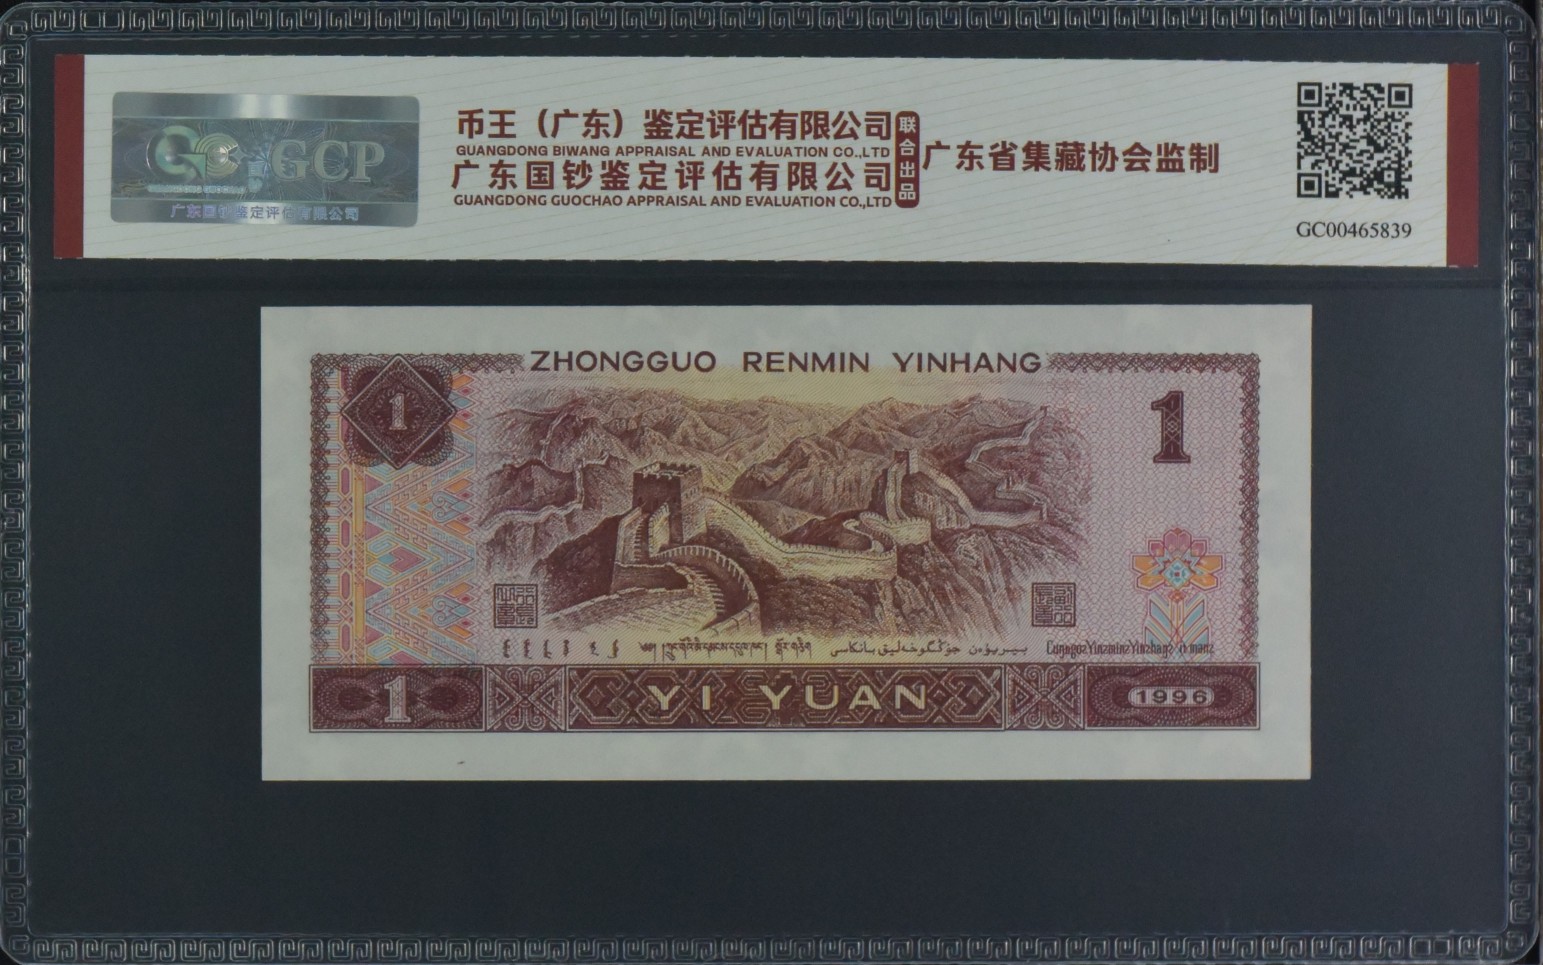 GCP
广东国钞鉴定评估有限公司
币王（广东）鉴定评估有限公司
GUANGDONG BIWANG APPRAISAL AND EVALUATION CO.,LTD
广东国钞鉴定评估有限公司
GUANGDONG GUOCHAO APPRAISAL AND EVALUATION CO.,LTD
联合出品
广东省集藏协会监制
GC00465839
ZHONGGUO RENMIN YINHANG
1
1
1
YI YUAN
1996